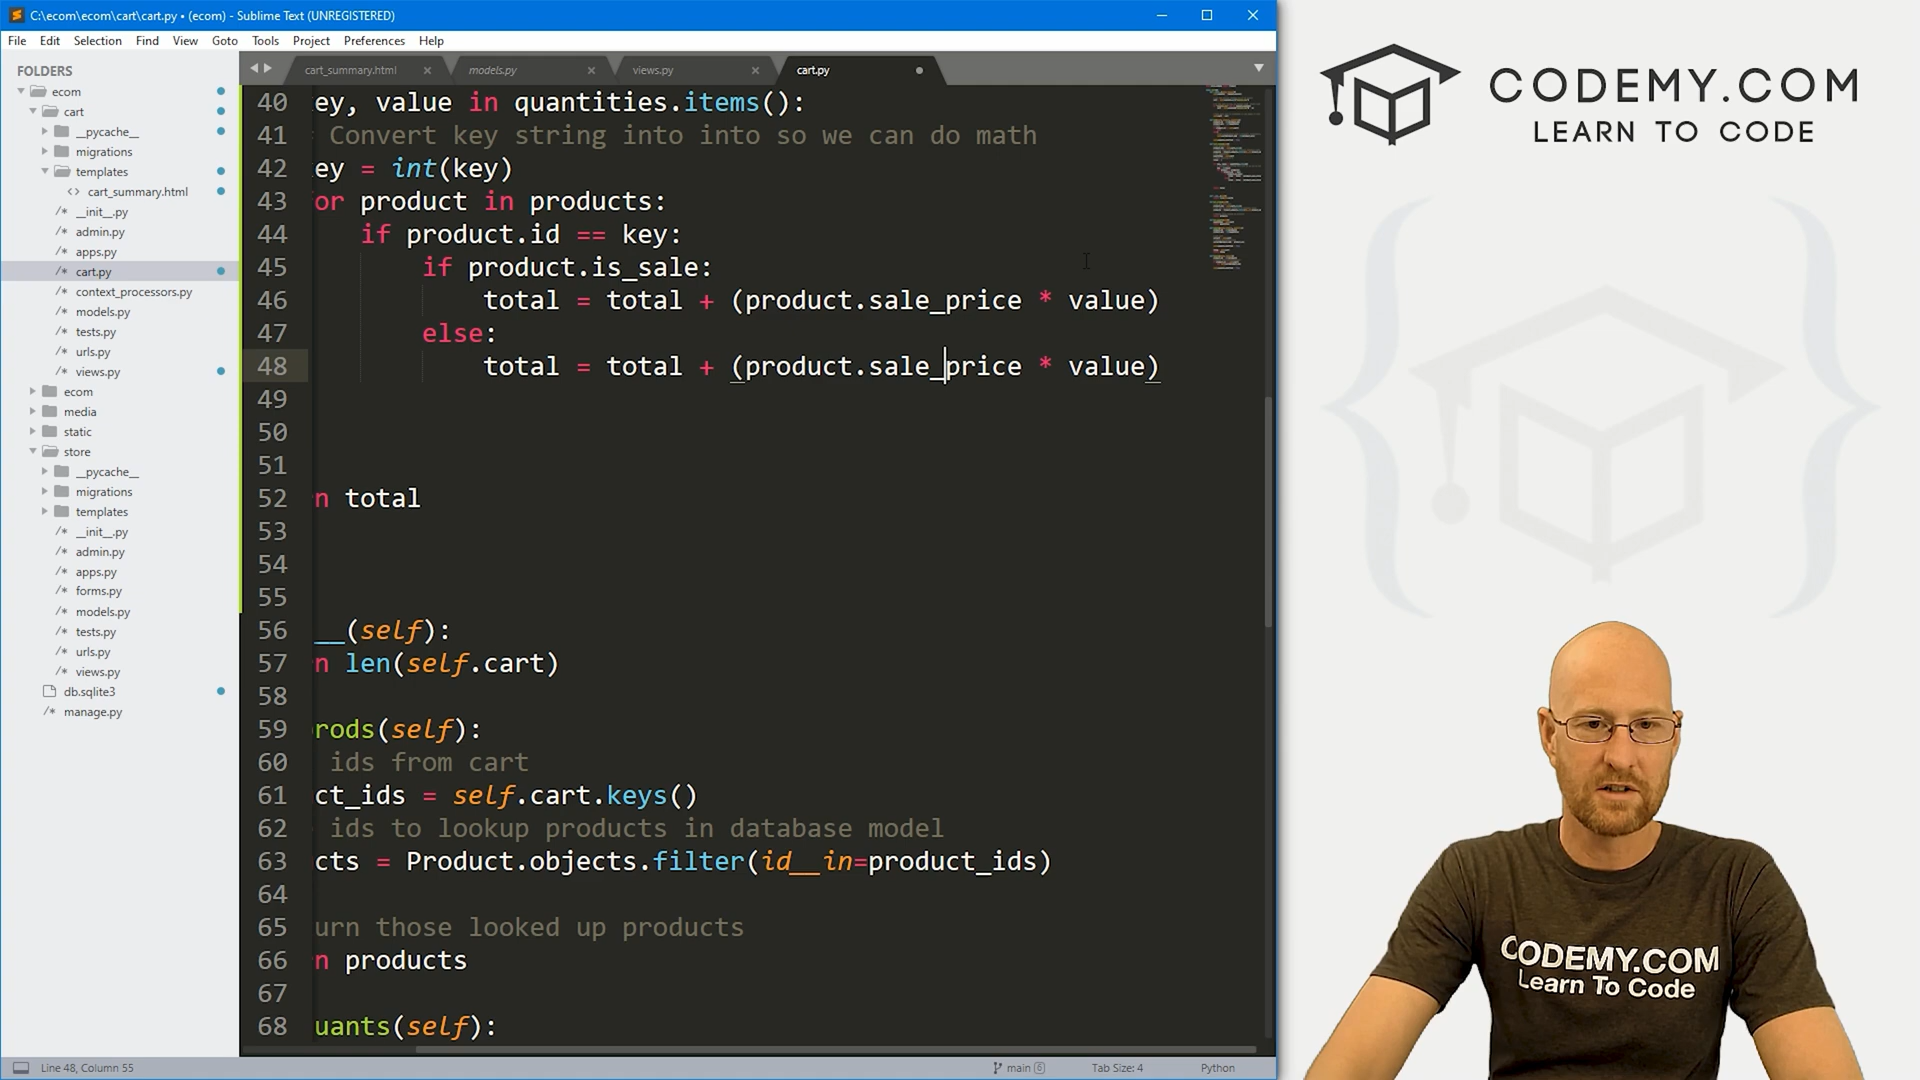 C:\ecom\ecom\cart\cart.py • (ecom) - Sublime Text (UNREGISTERED)
File Edit Selection Find View Goto Tools Project Preferences Help
FOLDERS
ecom
cart
__pycache__
migrations
templates
<> cart_summary.html
/* __init__.py
/* admin.py
/* apps.py
/* cart.py
/* context_processors.py
/* models.py
/* tests.py
/* urls.py
/* views.py
ecom
media
static
store
__pycache__
migrations
templates
/* __init__.py
/* admin.py
/* apps.py
/* forms.py
/* models.py
/* tests.py
/* urls.py
/* views.py
db.sqlite3
/* manage.py
cart_summary.html models.py views.py cart.py
40 ey, value in quantities.items():
41 Convert key string into into so we can do math
42 ey = int(key)
43 or product in products:
44 if product.id == key:
45 if product.is_sale:
46 total = total + (product.sale_price * value)
47 else:
48 total = total + (product.sale_price * value)
49
50
51
52 n total
53
54
55
56 __(self):
57 n len(self.cart)
58
59 rods(self):
60 ids from cart
61 ct_ids = self.cart.keys()
62 ids to lookup products in database model
63 cts = Product.objects.filter(id__in=product_ids)
64
65 urn those looked up products
66 n products
67
68 uants(self):
Line 48, Column 55 main 6 Tab Size: 4 Python
CODEMY.COM
LEARN TO CODE
CODEMY.COM
Learn To Code